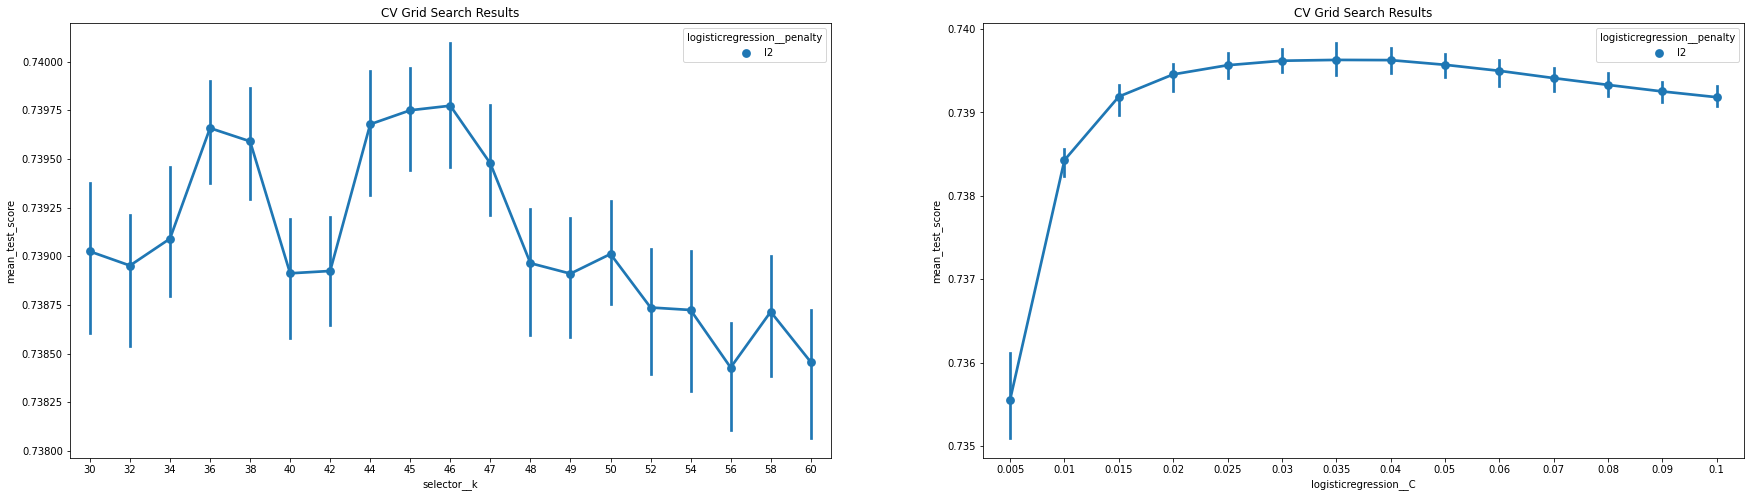 CV Grid Search Results
logisticregression__penalty
l2
0.74000
0.73975
0.73950
0.73925
0.73900
0.73875
0.73850
0.73825
0.73800
mean_test_score
30 32 34 36 38 40 42 44 45 46 47 48 49 50 52 54 56 58 60
selector__k
CV Grid Search Results
logisticregression__penalty
l2
0.740
0.739
0.738
0.737
0.736
0.735
mean_test_score
0.005 0.01 0.015 0.02 0.025 0.03 0.035 0.04 0.05 0.06 0.07 0.08 0.09 0.1
logisticregression__C